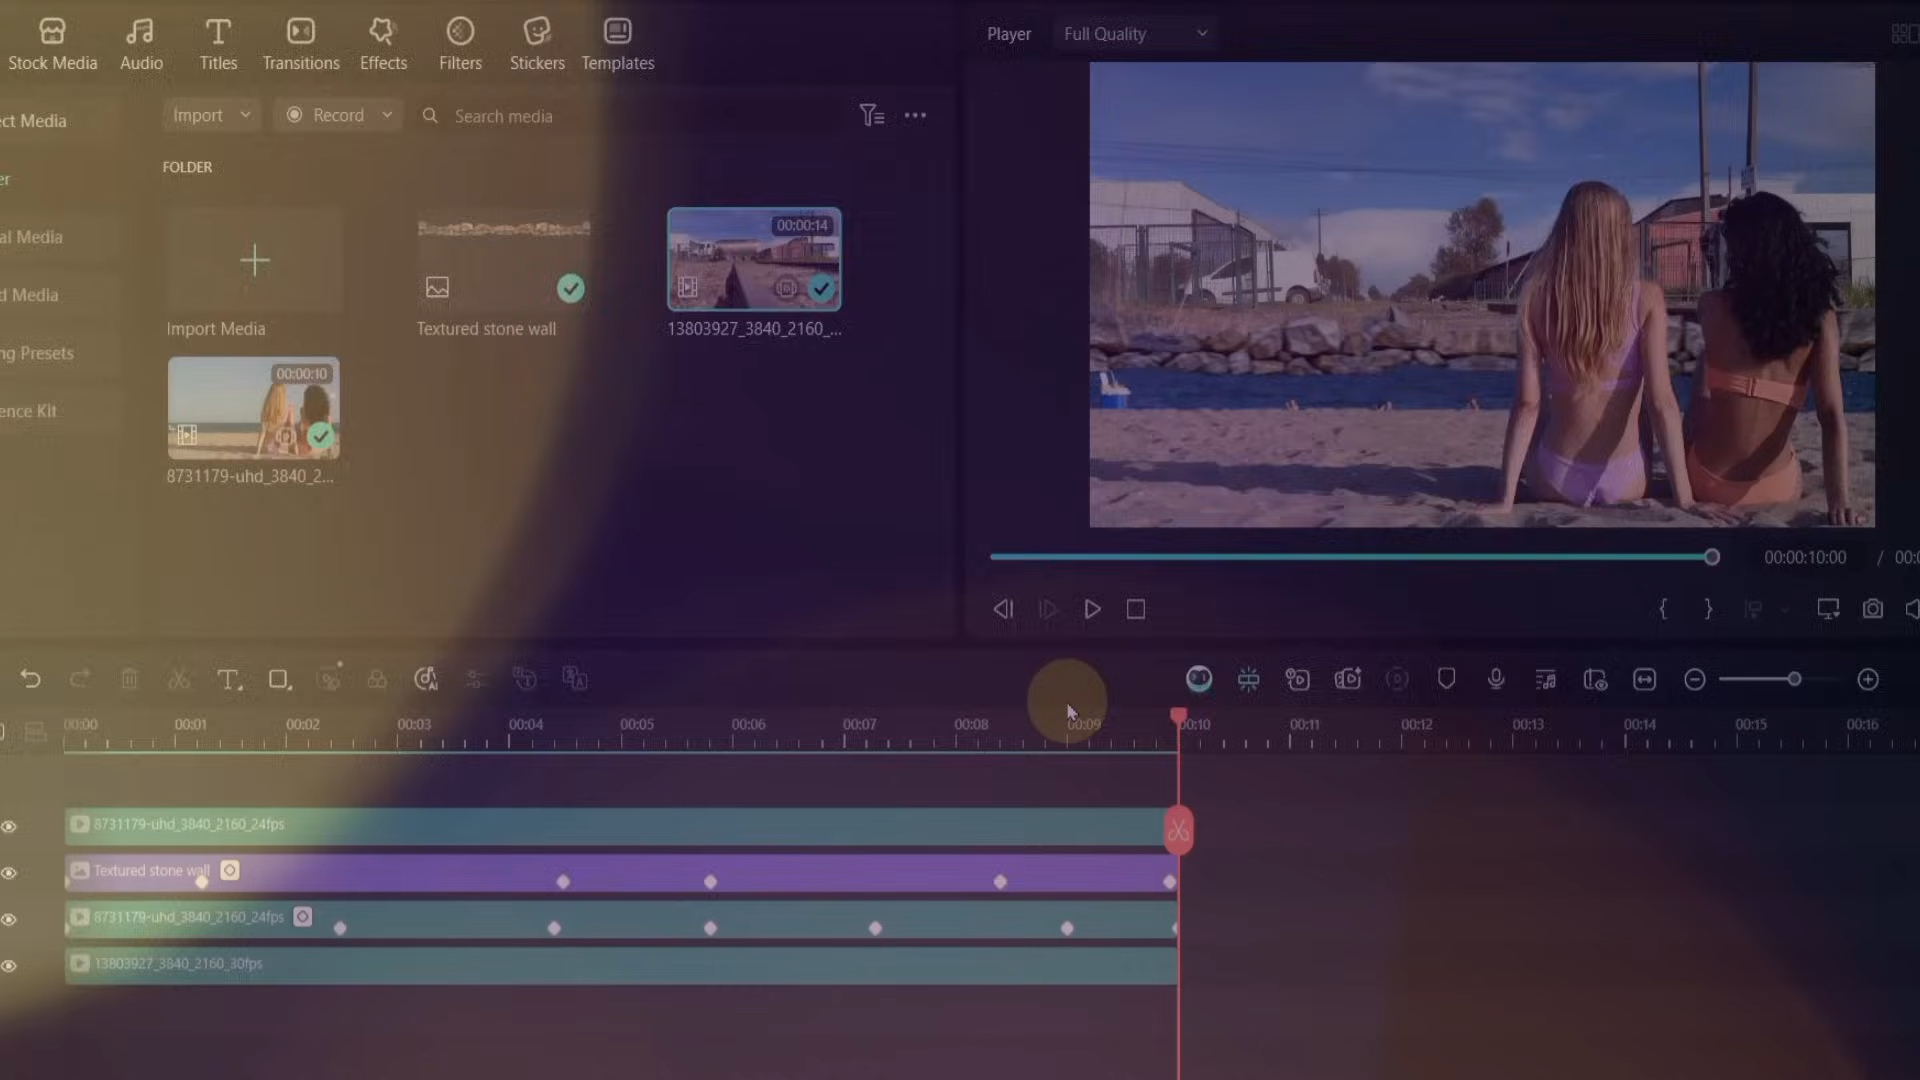 Stock Media Audio Titles Transitions Effects Filters Stickers Templates
Player Full Quality
ct Media
Import Record Search media
FOLDER
er
al Media
00:00:14
d Media
Import Media Textured stone wall 13803927_3840_2160_...
ng Presets
00:00:10
ence Kit
8731179-uhd_3840_2...
00:00:10:00 / 00:0
00:00 00:01 00:02 00:03 00:04 00:05 00:06 00:07 00:08 00:09 00:10 00:11 00:12 00:13 00:14 00:15 00:16
8731179-uhd_3840_2160_24fps
Textured stone wall
8731179-uhd_3840_2160_24fps
13803927_3840_2160_30fps